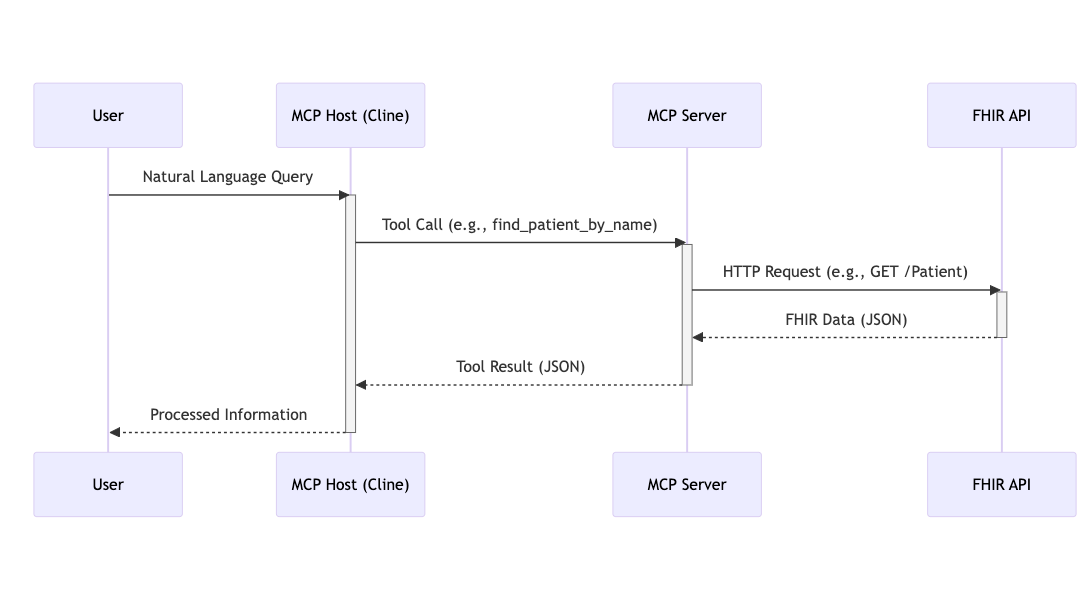 User
MCP Host (Cline)
MCP Server
FHIR API
Natural Language Query
Tool Call (e.g., find_patient_by_name)
HTTP Request (e.g., GET /Patient)
FHIR Data (JSON)
Tool Result (JSON)
Processed Information
User
MCP Host (Cline)
MCP Server
FHIR API